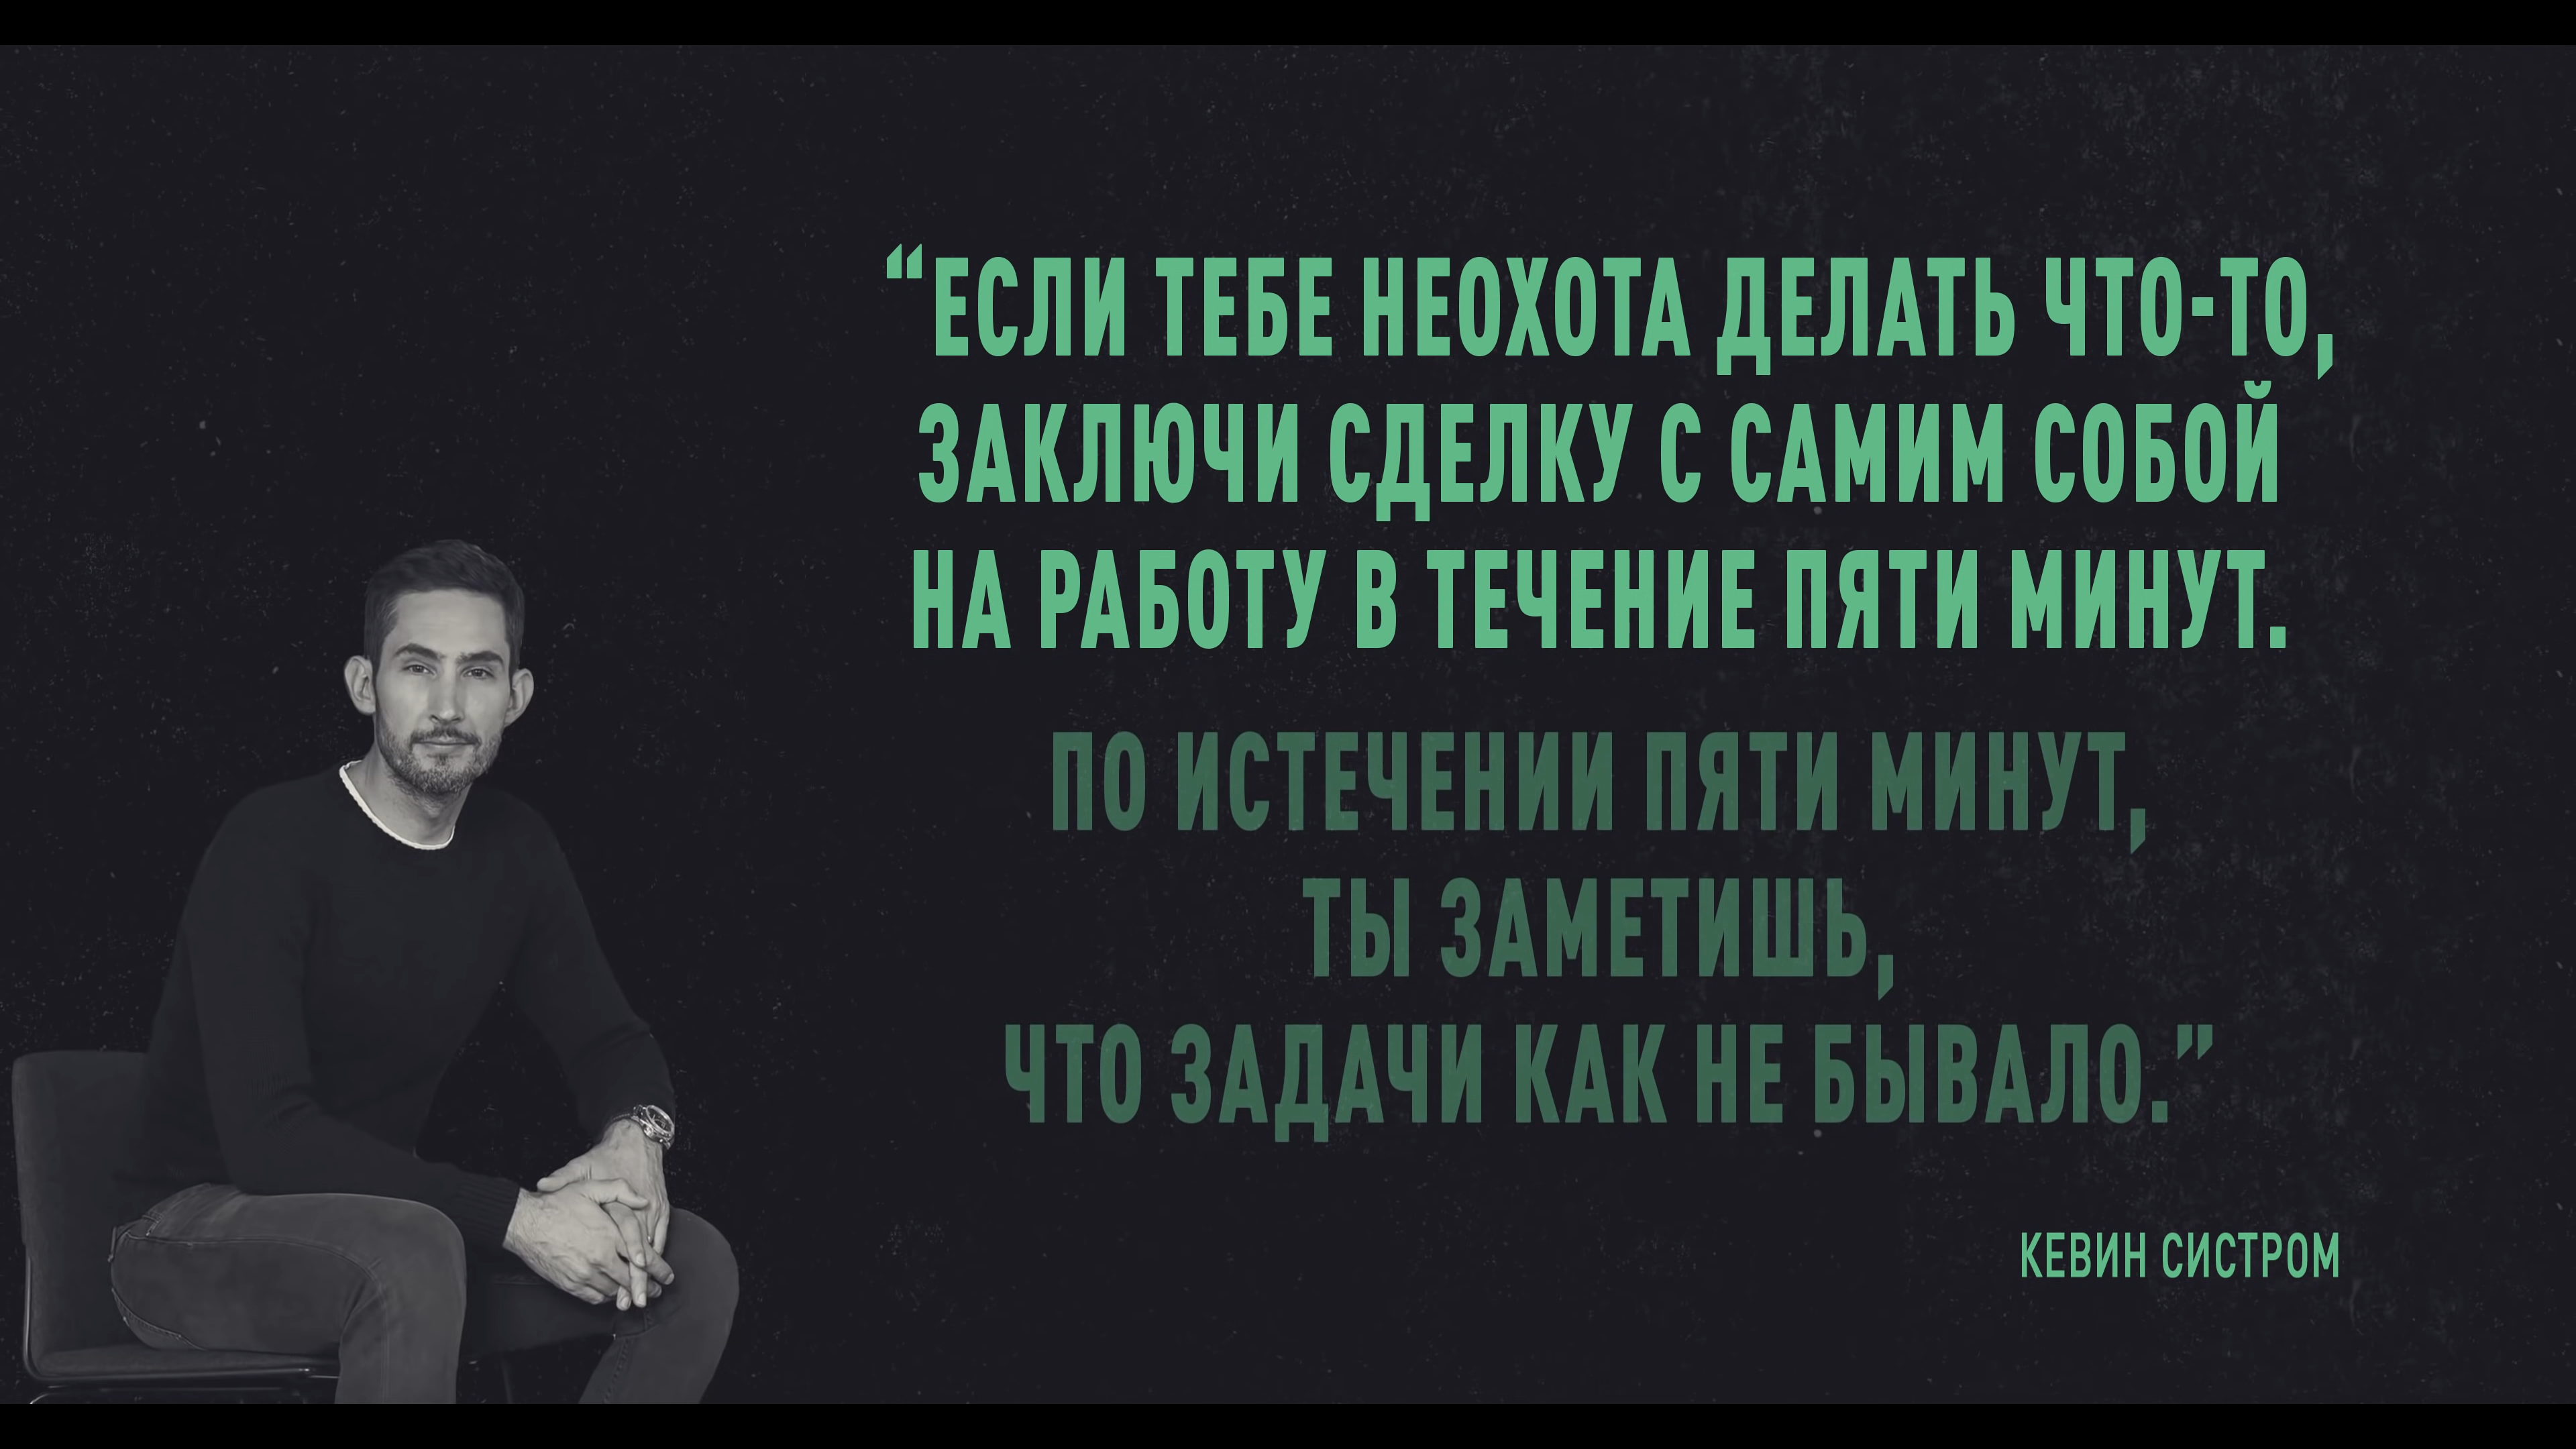 “ЕСЛИ ТЕБЕ НЕОХОТА ДЕЛАТЬ ЧТО-ТО,
ЗАКЛЮЧИ СДЕЛКУ С САМИМ СОБОЙ
НА РАБОТУ В ТЕЧЕНИЕ ПЯТИ МИНУТ.
ПО ИСТЕЧЕНИИ ПЯТИ МИНУТ,
ТЫ ЗАМЕТИШЬ,
ЧТО ЗАДАЧИ КАК НЕ БЫВАЛО.”
КЕВИН СИСТРОМ